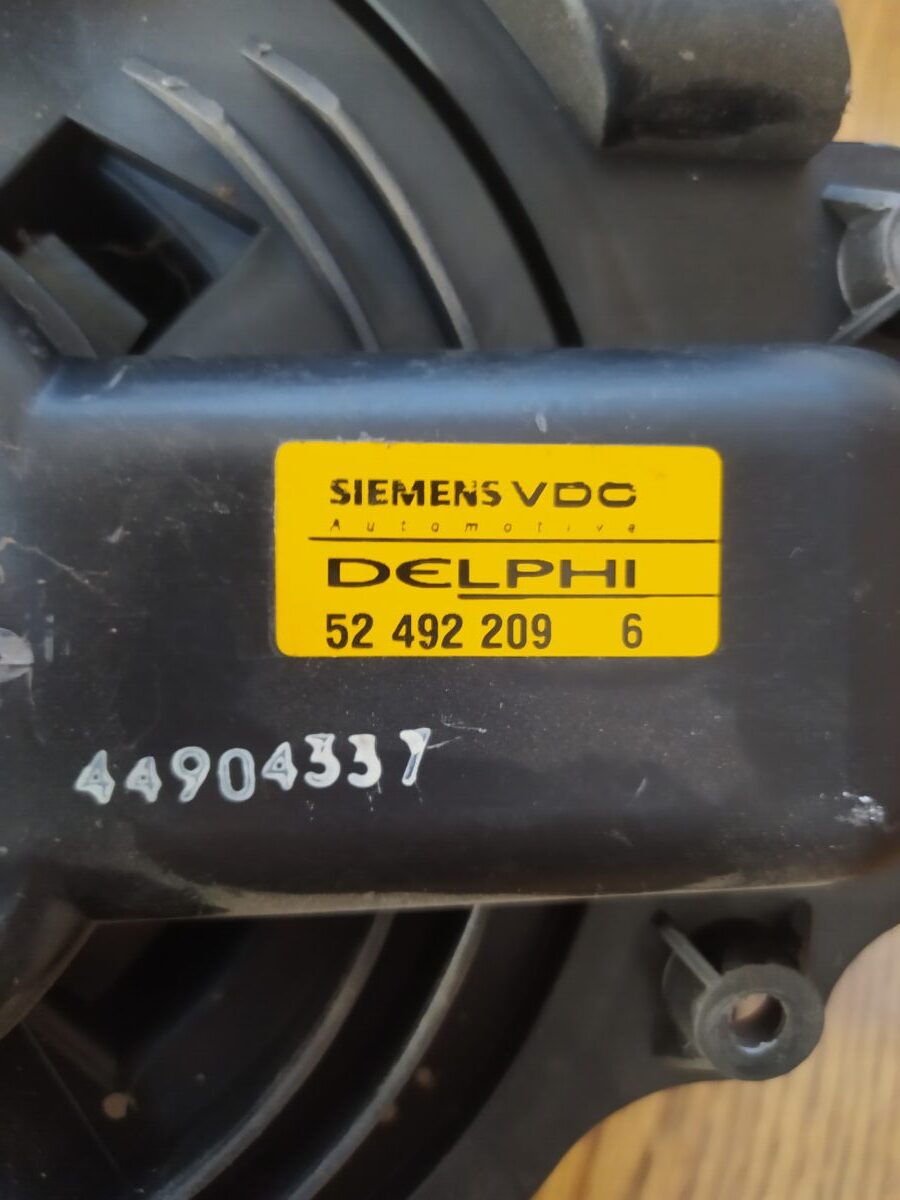 SIEMENS VDO
Automotive
DELPHI
52 492 209 6
44904337